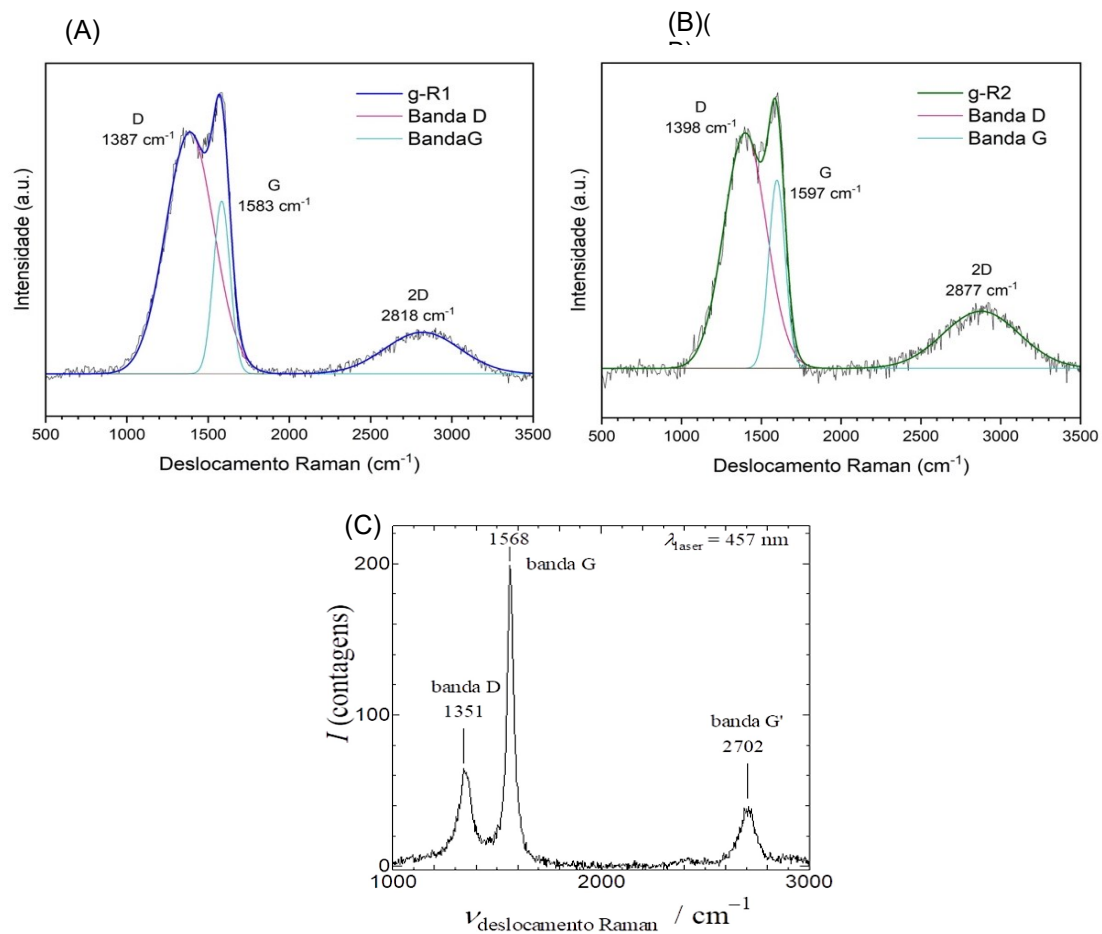 (A)
D
1387 cm⁻¹
G
1583 cm⁻¹
2D
2818 cm⁻¹
g-R1
Banda D
BandaG
Intensidade (a.u.)
500 1000 1500 2000 2500 3000 3500
Deslocamento Raman (cm⁻¹)
(B)(
D
1398 cm⁻¹
G
1597 cm⁻¹
2D
2877 cm⁻¹
g-R2
Banda D
Banda G
Intensidade (a.u.)
500 1000 1500 2000 2500 3000 3500
Deslocamento Raman (cm⁻¹)
(C)
1568
banda G
λlaser = 457 nm
banda D
1351
banda G'
2702
I (contagens)
200
100
0
1000 2000 3000
ν deslocamento Raman / cm⁻¹